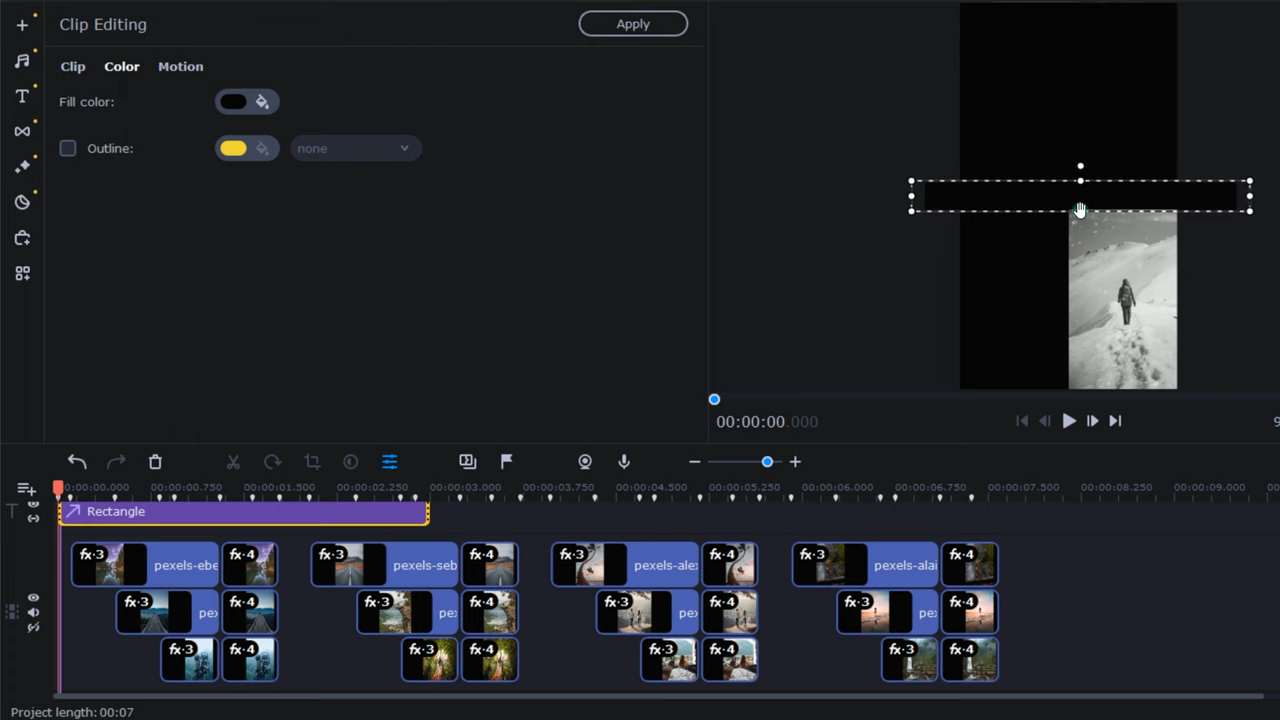 Clip Editing
Apply
Clip Color Motion
Fill color:
Outline: none
00:00:00.000
9
0:00:00.000 00:00:00.750 00:00:01.500 00:00:02.250 00:00:03.000 00:00:03.750 00:00:04.500 00:00:05.250 00:00:06.000 00:00:06.750 00:00:07.500 00:00:08.250 00:00:09.000 00
Rectangle
fx·3 pexels-ebe fx·4 fx·3 pexels-seb fx·4 fx·3 pexels-ale fx·4 fx·3 pexels-alai fx·4
fx·3 pe fx·4 fx·3 pe fx·4 fx·3 pe fx·4 fx·3 pe fx·4
fx·3 fx·4 fx·3 fx·4 fx·3 fx·4 fx·3 fx·4
Project length: 00:07